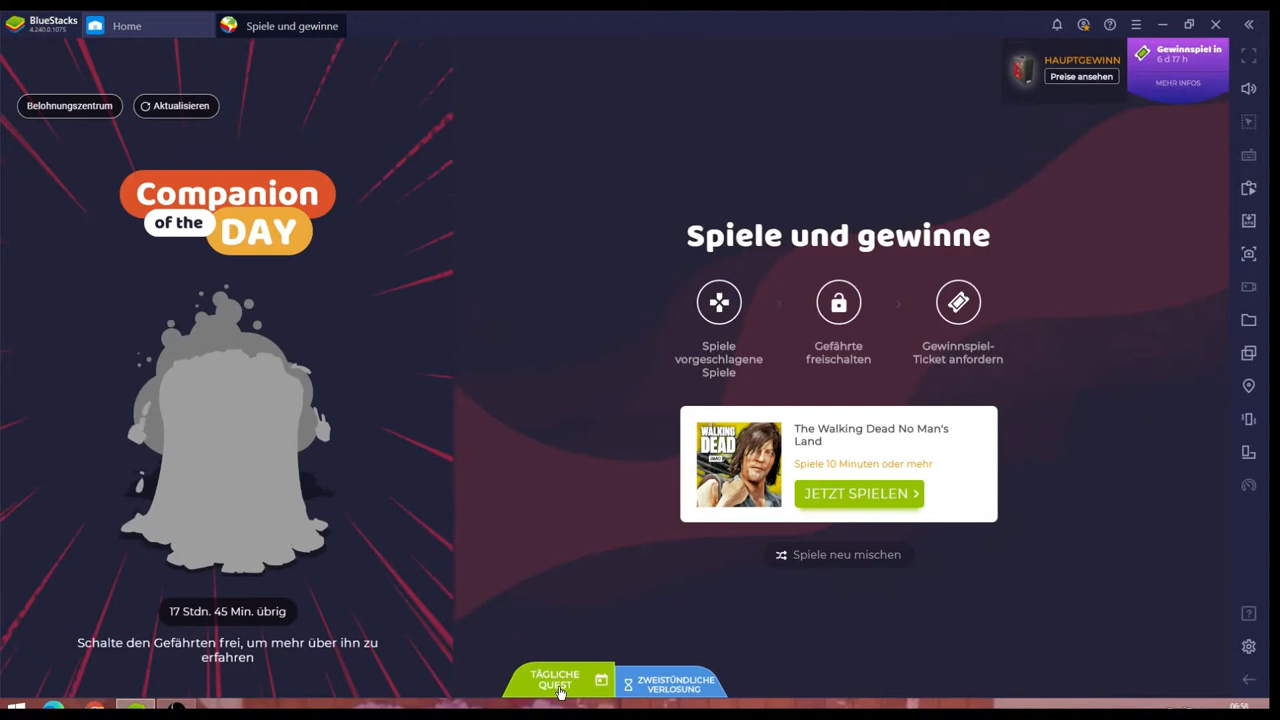 BlueStacks
4.240.0.1075
Home
Spiele und gewinne
Belohnungszentrum
Aktualisieren
HAUPTGEWINN
Preise ansehen
Gewinnspiel in
6 d 17 h
MEHR INFOS
Companion
of the
DAY
17 Stdn. 45 Min. übrig
Schalte den Gefährten frei, um mehr über ihn zu
erfahren
Spiele und gewinne
Spiele
vorgeschlagene
Spiele
Gefährte
freischalten
Gewinnspiel-
Ticket anfordern
WALKING
DEAD
The Walking Dead No Man's
Land
Spiele 10 Minuten oder mehr
JETZT SPIELEN
Spiele neu mischen
TÄGLICHE
QUEST
ZWEISTÜNDLICHE
VERLOSUNG
06:58